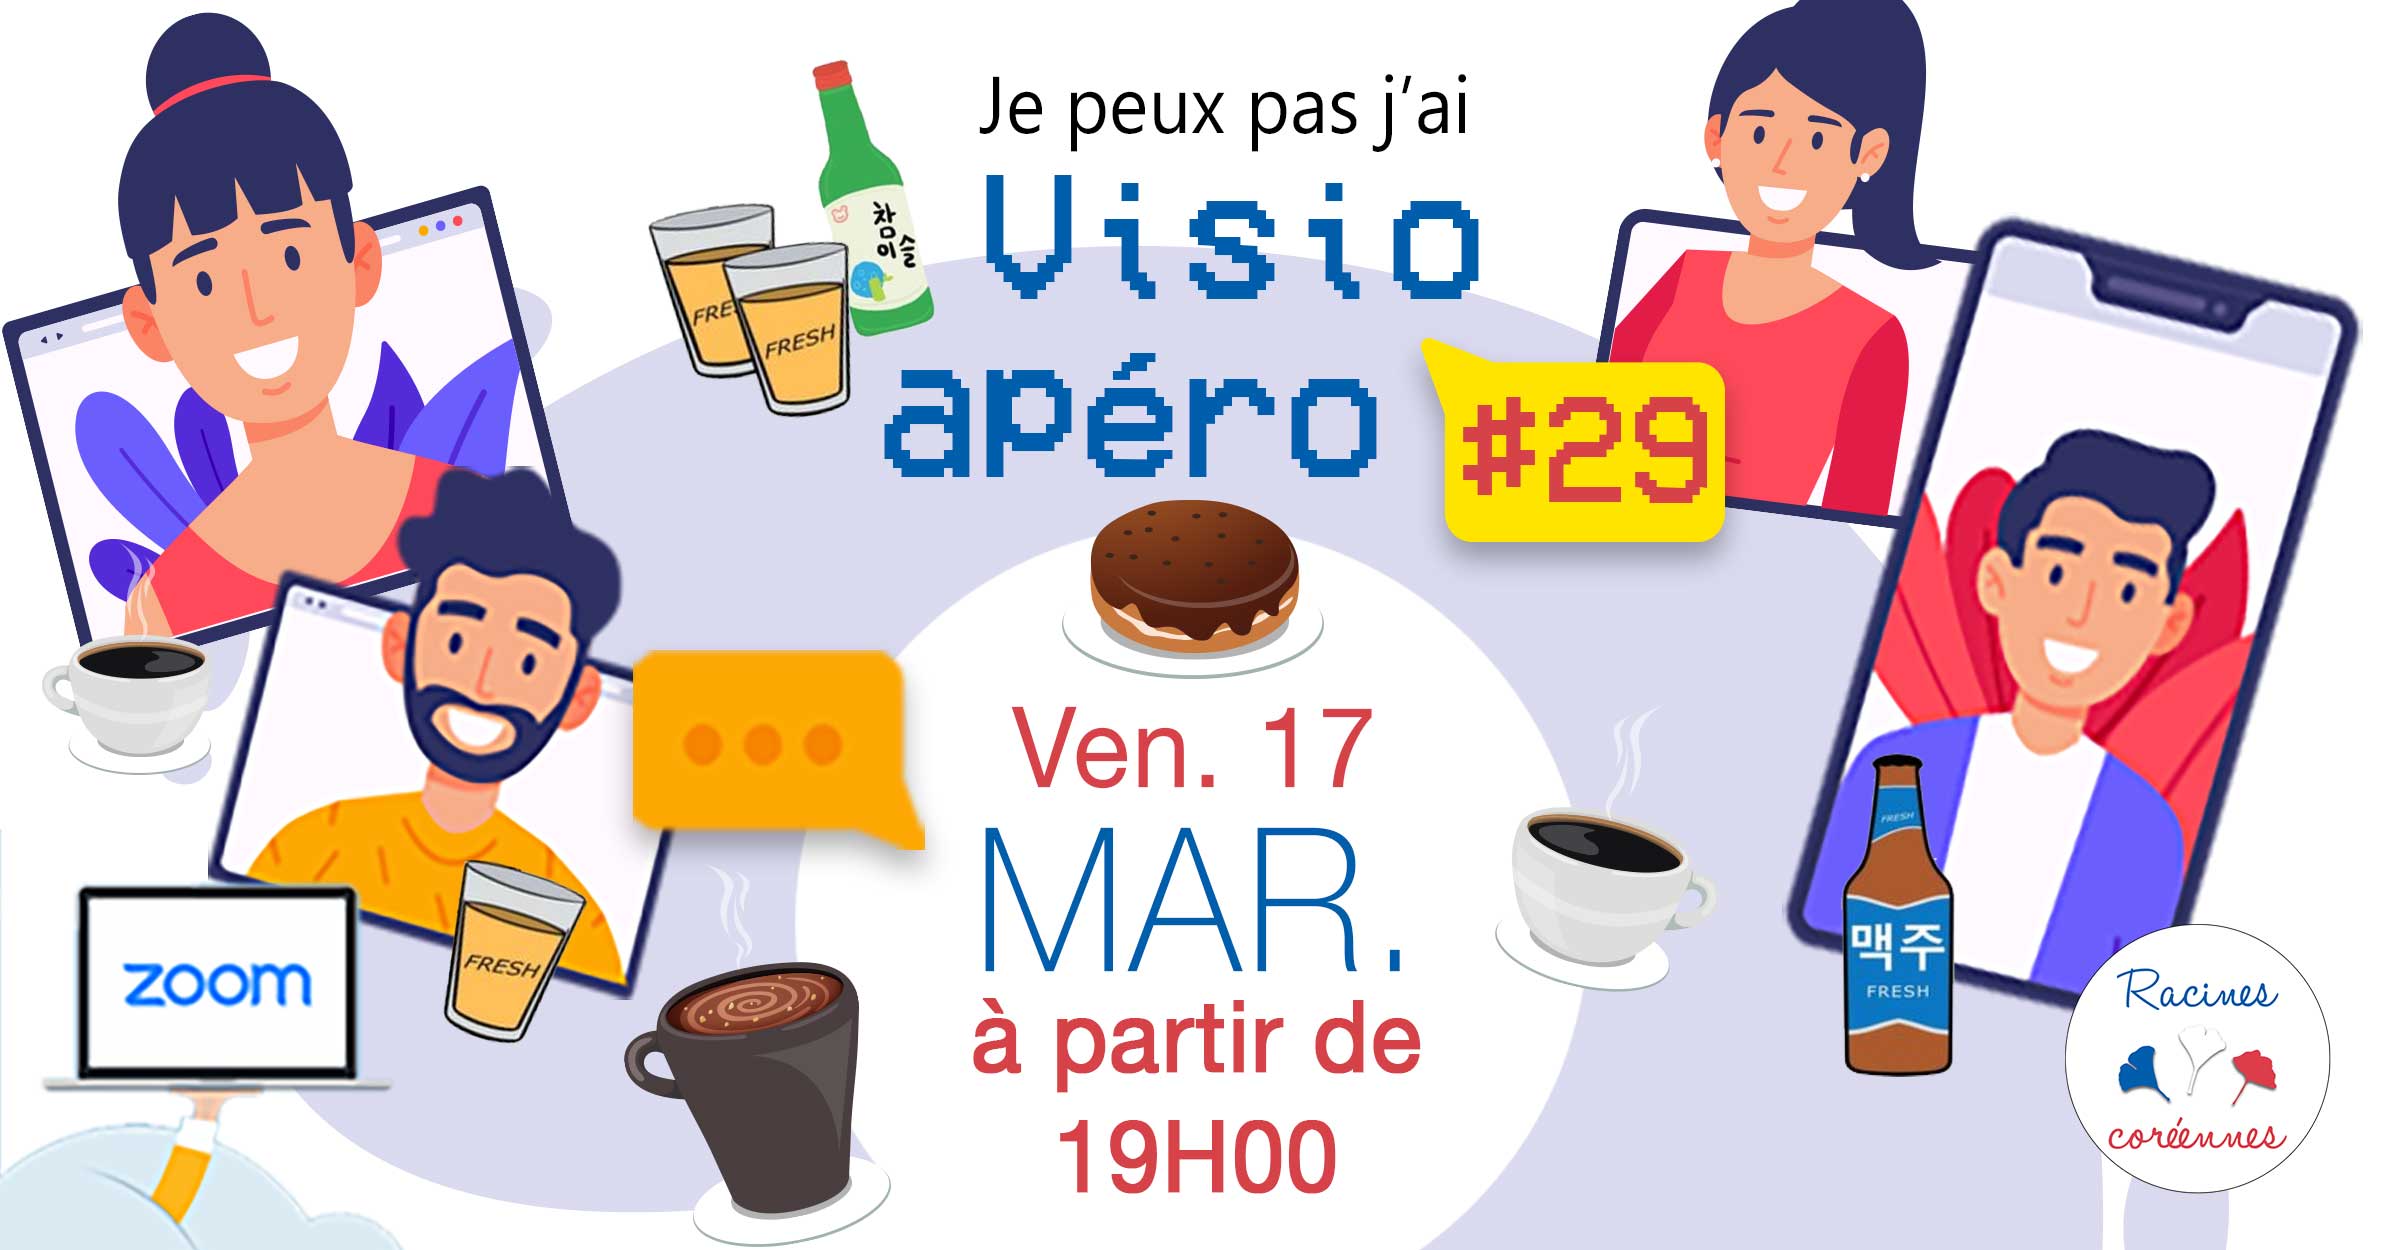 Je peux pas j’ai
Visio
apéro
#29
참
이슬
FRE
FRESH
Ven. 17
MAR.
à partir de
19H00
zoom
FRESH
FRESH
맥주
FRESH
Racines
coréennes